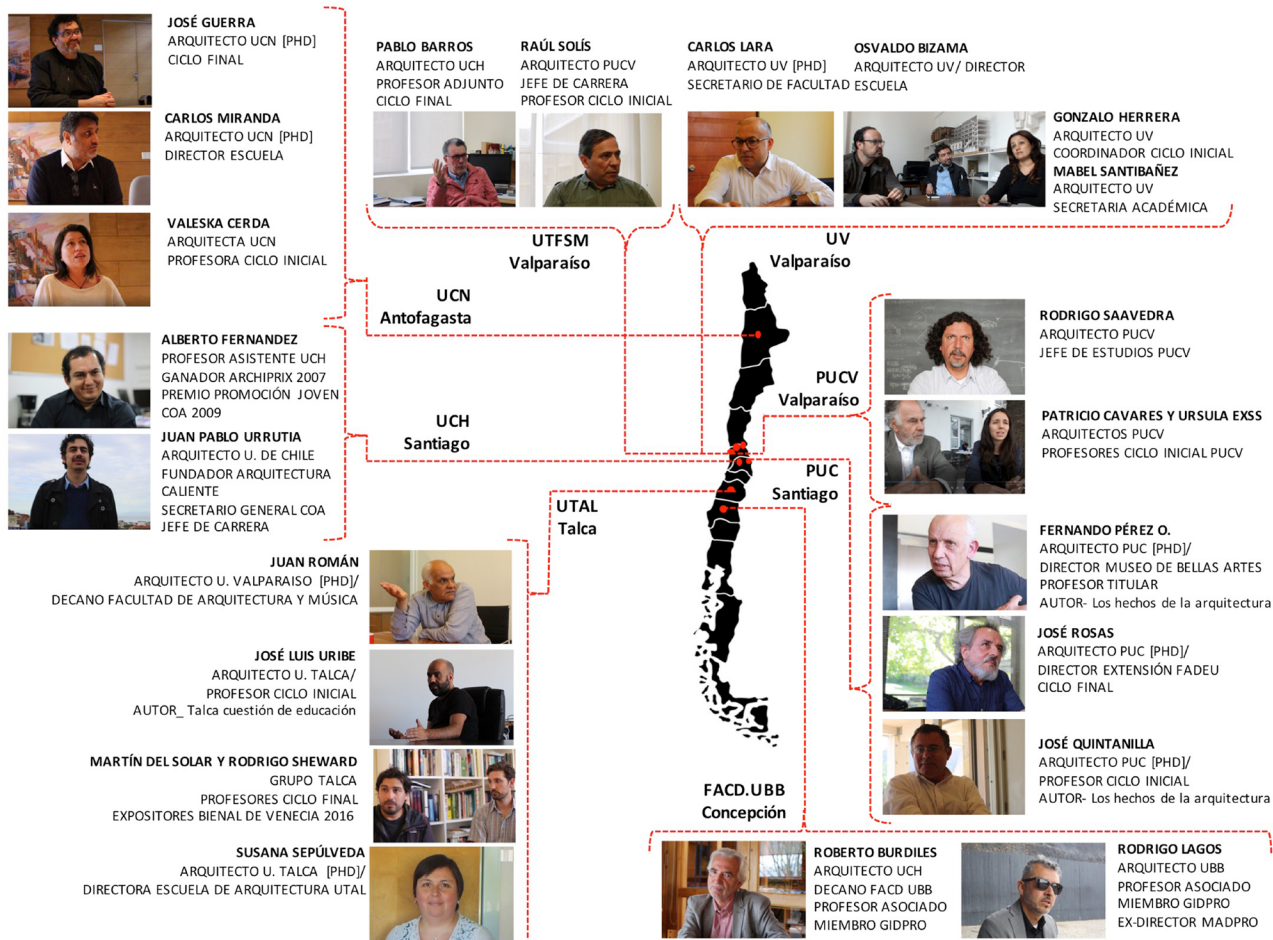 JOSÉ GUERRA
ARQUITECTO UCN [PHD]
CICLO FINAL
CARLOS MIRANDA
ARQUITECTO UCN [PHD]
DIRECTOR ESCUELA
VALESKA CERDA
ARQUITECTA UCN
PROFESORA CICLO INICIAL
PABLO BARROS
ARQUITECTO UCH
PROFESOR ADJUNTO
CICLO FINAL
RAÚL SOLÍS
ARQUITECTO PUCV
JEFE DE CARRERA
PROFESOR CICLO INICIAL
CARLOS LARA
ARQUITECTO UV [PHD]
SECRETARIO DE FACULTAD
OSVALDO BIZAMA
ARQUITECTO UV/ DIRECTOR
ESCUELA
GONZALO HERRERA
ARQUITECTO UV
COORDINADOR CICLO INICIAL
MABEL SANTIBAÑEZ
ARQUITECTO UV
SECRETARIA ACADÉMICA
UTFSM
Valparaíso
UV
Valparaíso
UCN
Antofagasta
ALBERTO FERNANDEZ
PROFESOR ASISTENTE UCH
GANADOR ARCHIPRIX 2007
PREMIO PROMOCIÓN JOVEN
COA 2009
JUAN PABLO URRUTIA
ARQUITECTO U. DE CHILE
FUNDADOR ARQUITECTURA
CALIENTE
SECRETARIO GENERAL COA
JEFE DE CARRERA
UCH
Santiago
PUCV
Valparaíso
RODRIGO SAAVEDRA
ARQUITECTO PUCV
JEFE DE ESTUDIOS PUCV
PATRICIO CAVARES Y URSULA EXSS
ARQUITECTOS PUCV
PROFESORES CICLO INICIAL PUCV
PUC
Santiago
UTAL
Talca
FERNANDO PÉREZ O.
ARQUITECTO PUC [PHD]/
DIRECTOR MUSEO DE BELLAS ARTES
PROFESOR TITULAR
AUTOR- Los hechos de la arquitectura
JOSÉ ROSAS
ARQUITECTO PUC [PHD]/
DIRECTOR EXTENSIÓN FADEU
CICLO FINAL
JOSÉ QUINTANILLA
ARQUITECTO PUC [PHD]/
PROFESOR CICLO INICIAL
AUTOR- Los hechos de la arquitectura
JUAN ROMÁN
ARQUITECTO U. VALPARAISO [PHD]/
DECANO FACULTAD DE ARQUITECTURA Y MÚSICA
JOSÉ LUIS URIBE
ARQUITECTO U. TALCA/
PROFESOR CICLO INICIAL
AUTOR_ Talca cuestión de educación
MARTÍN DEL SOLAR Y RODRIGO SHEWARD
GRUPO TALCA
PROFESORES CICLO FINAL
EXPOSITORES BIENAL DE VENECIA 2016
SUSANA SEPÚLVEDA
ARQUITECTO U. TALCA [PHD]/
DIRECTORA ESCUELA DE ARQUITECTURA UTAL
FACD.UBB
Concepción
ROBERTO BURDILES
ARQUITECTO UCH
DECANO FACD UBB
PROFESOR ASOCIADO
MIEMBRO GIDPRO
RODRIGO LAGOS
ARQUITECTO UBB
PROFESOR ASOCIADO
MIEMBRO GIDPRO
EX-DIRECTOR MADPRO